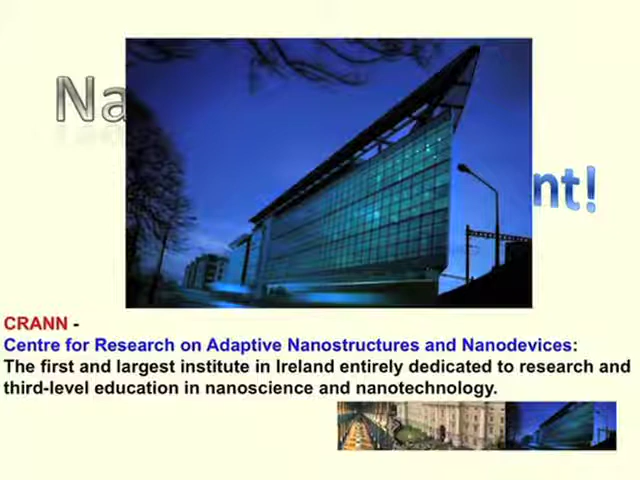 Na
nt!
CRANN -
Centre for Research on Adaptive Nanostructures and Nanodevices:
The first and largest institute in Ireland entirely dedicated to research and
third-level education in nanoscience and nanotechnology.